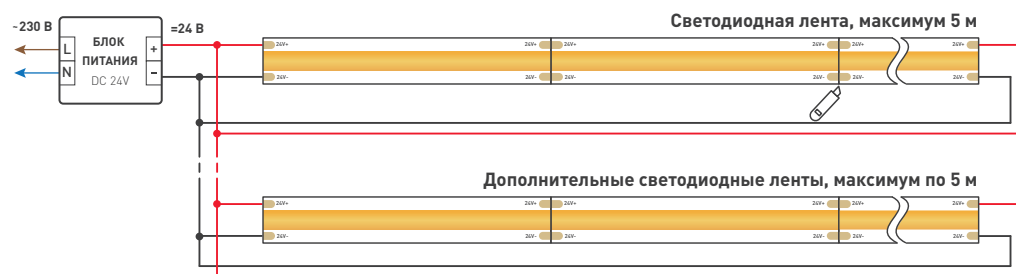 Светодиодная лента, максимум 5 м
~230 В
=24 В
L
N
БЛОК
ПИТАНИЯ
DC 24V
+
–
24V+ 24V+ 24V+ 24V+ 24V+ 24V+
24V- 24V- 24V- 24V- 24V- 24V-
Дополнительные светодиодные ленты, максимум по 5 м
24V+ 24V+ 24V+ 24V+ 24V+ 24V+
24V- 24V- 24V- 24V- 24V- 24V-